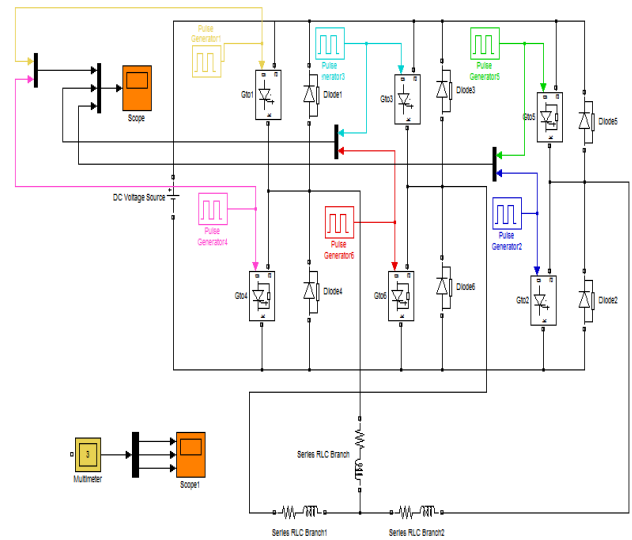 Pulse
Generator1
Pulse
nerator3
Pulse
Generator5
Scope
Gto1
Diode1
Gto3
Diode3
Gto5
Diode5
DC Voltage Source
+
Pulse
Generator4
Pulse
Generator6
Pulse
Generator2
Gto4
Diode4
Gto6
Diode6
Gto2
Diode2
3
Multimeter
Scope1
Series RLC Branch
Series RLC Branch1
Series RLC Branch2